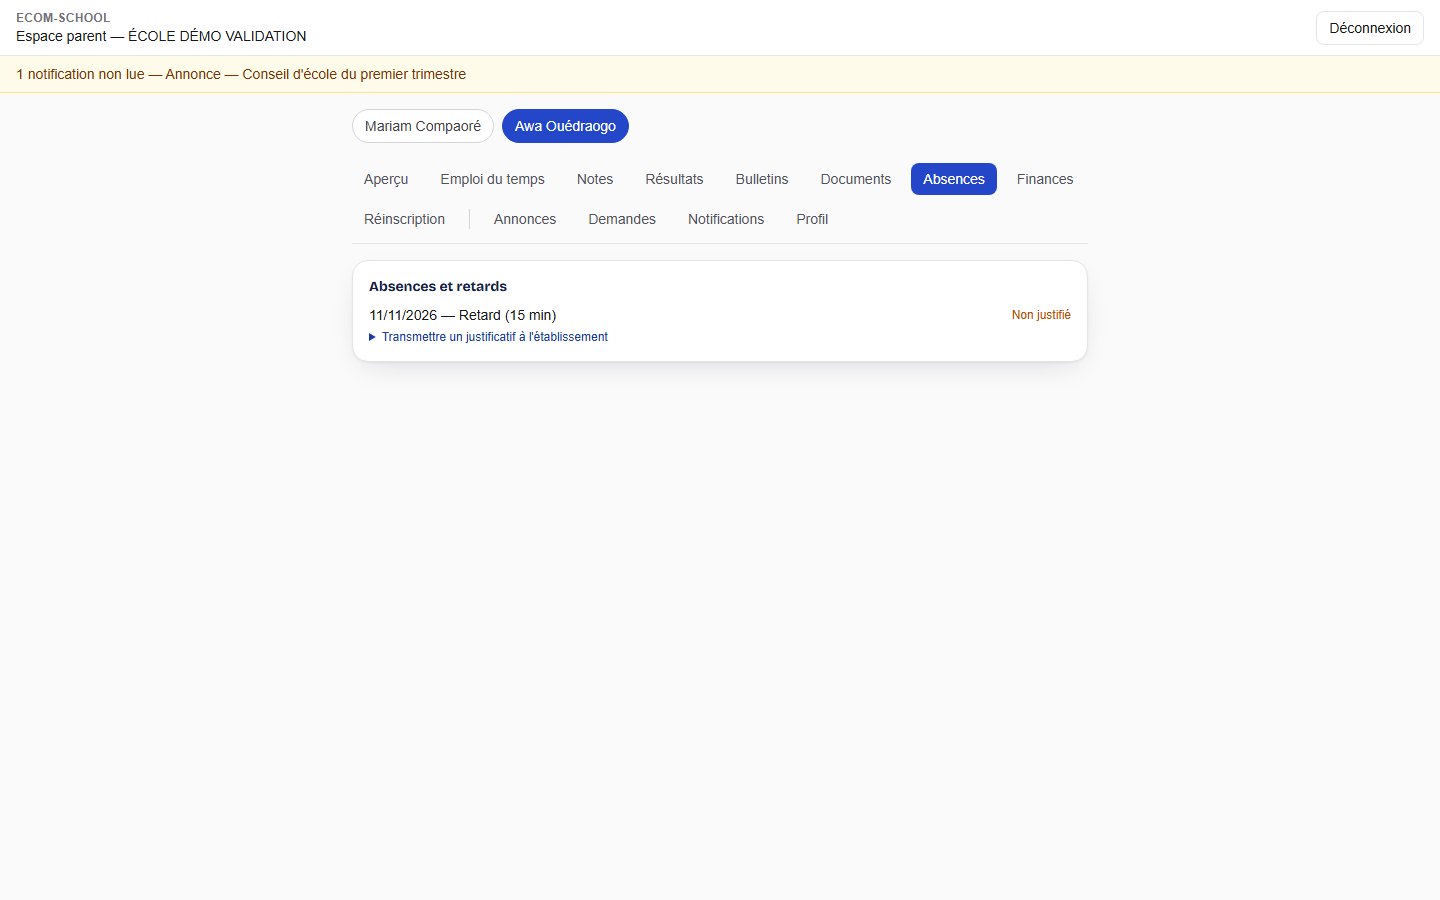 ECOM-SCHOOL
Espace parent — ÉCOLE DÉMO VALIDATION
Déconnexion
1 notification non lue — Annonce — Conseil d'école du premier trimestre
Mariam Compaoré
Awa Ouédraogo
Aperçu
Emploi du temps
Notes
Résultats
Bulletins
Documents
Absences
Finances
Réinscription
Annonces
Demandes
Notifications
Profil
Absences et retards
11/11/2026 — Retard (15 min)
Non justifié
Transmettre un justificatif à l'établissement